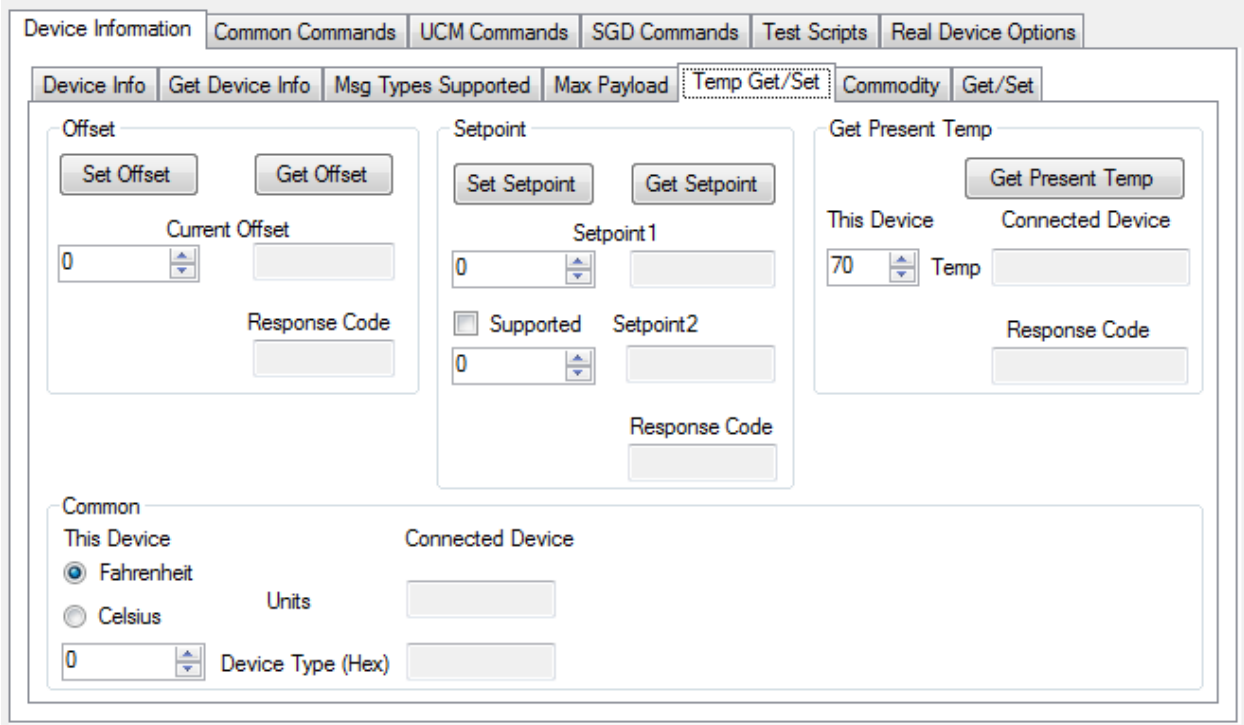 Device Information Common Commands UCM Commands SGD Commands Test Scripts Real Device Options
Device Info Get Device Info Msg Types Supported Max Payload Temp Get/Set Commodity Get/Set
Offset
Set Offset Get Offset
Current Offset
0
Response Code
Setpoint
Set Setpoint Get Setpoint
Setpoint1
0
Supported Setpoint2
0
Response Code
Get Present Temp
Get Present Temp
This Device Connected Device
70 Temp
Response Code
Common
This Device Connected Device
Fahrenheit
Units
Celsius
0 Device Type (Hex)